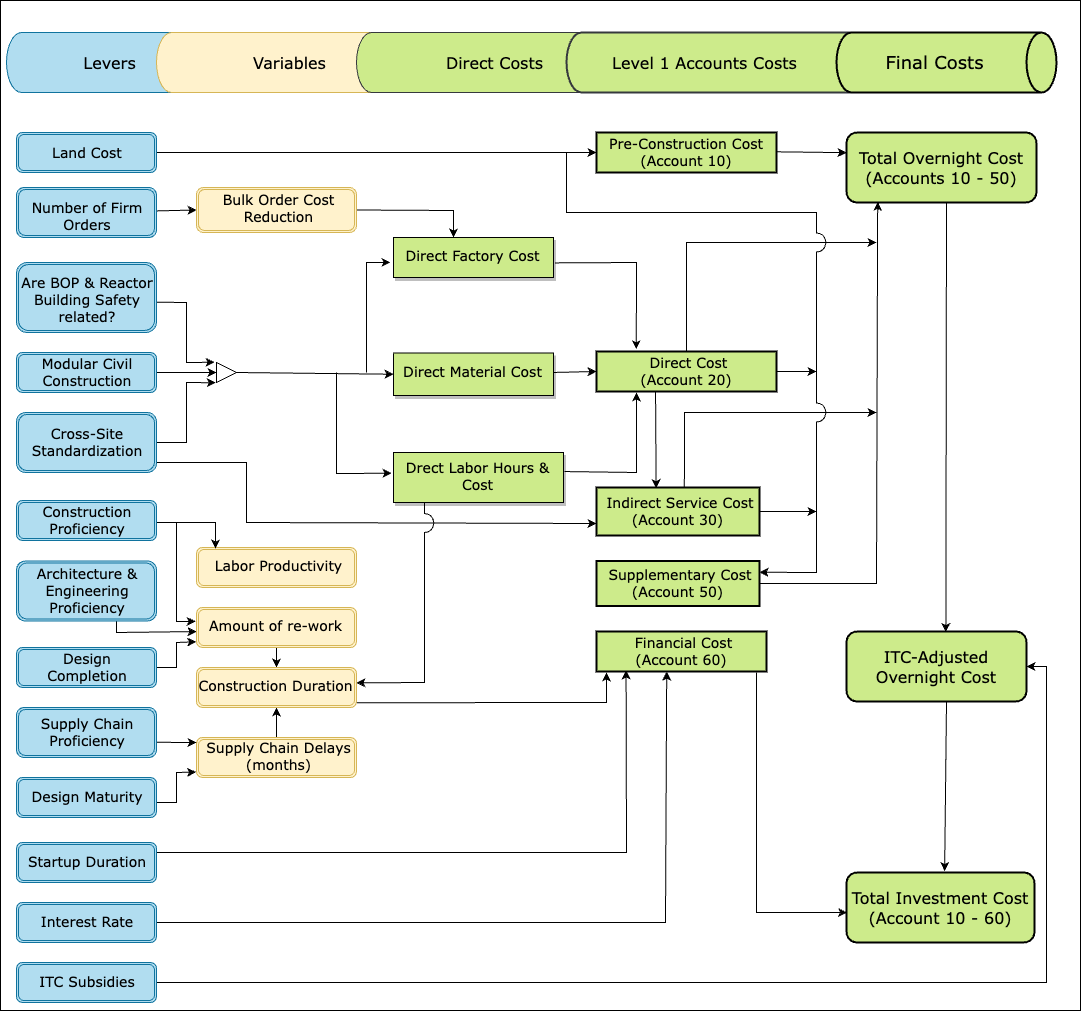 Levers
Variables
Direct Costs
Level 1 Accounts Costs
Final Costs
Land Cost
Pre-Construction Cost
(Account 10)
Total Overnight Cost
(Accounts 10 - 50)
Number of Firm
Orders
Bulk Order Cost
Reduction
Direct Factory Cost
Are BOP & Reactor
Building Safety
related?
Modular Civil
Construction
Direct Material Cost
Direct Cost
(Account 20)
Cross-Site
Standardization
Drect Labor Hours &
Cost
Indirect Service Cost
(Account 30)
Construction
Proficiency
Labor Productivity
Architecture &
Engineering
Proficiency
Supplementary Cost
(Account 50)
Amount of re-work
Design
Completion
Financial Cost
(Account 60)
ITC-Adjusted
Overnight Cost
Construction Duration
Supply Chain
Proficiency
Supply Chain Delays
(months)
Design Maturity
Startup Duration
Total Investment Cost
(Account 10 - 60)
Interest Rate
ITC Subsidies